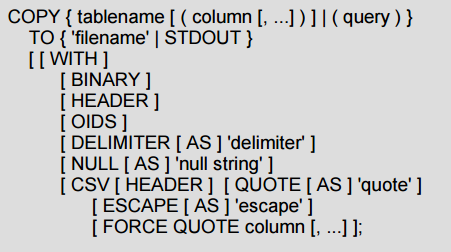 COPY { tablename [ ( column [, ...] ) ] | ( query ) }
TO { 'filename' | STDOUT }
[ [ WITH ]
[ BINARY ]
[ HEADER ]
[ OIDS ]
[ DELIMITER [ AS ] 'delimiter' ]
[ NULL [ AS ] 'null string' ]
[ CSV [ HEADER ] [ QUOTE [ AS ] 'quote' ]
[ ESCAPE [ AS ] 'escape' ]
[ FORCE QUOTE column [, ...] ];